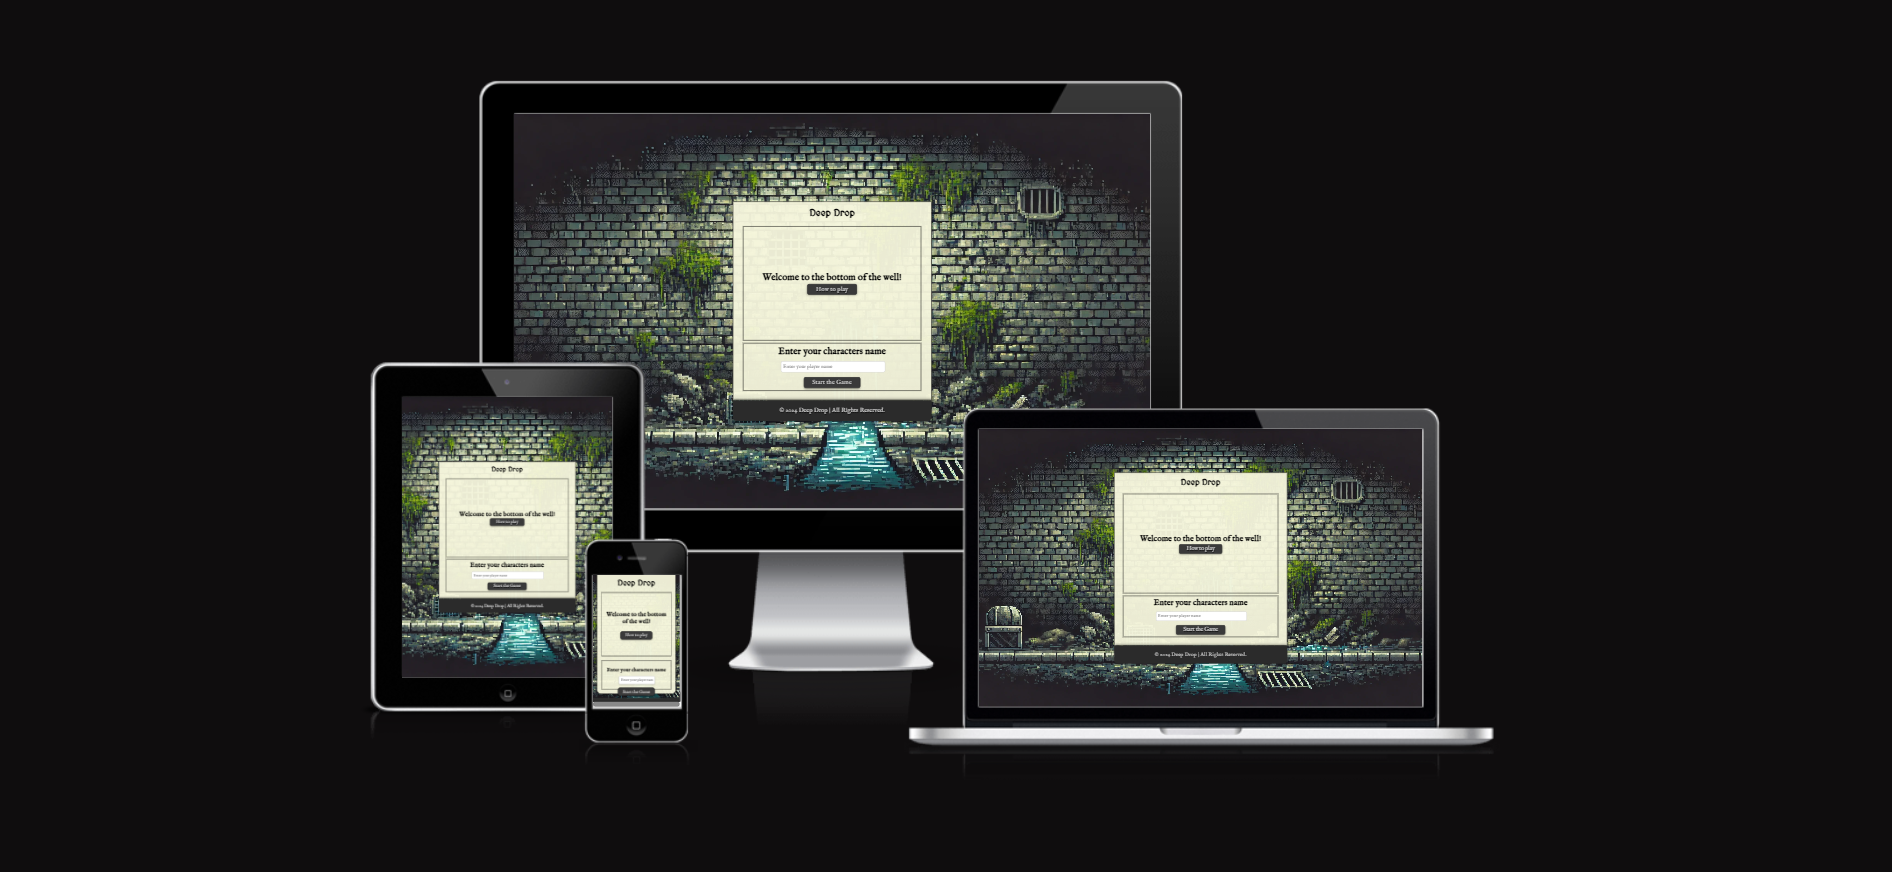 Deep Drop
Welcome to the bottom of the well!
How to play
Enter your characters name
Enter your player name
Start the Game
© 2024 Deep Drop | All Rights Reserved.
Deep Drop
Welcome to the bottom of the well!
How to play
Enter your characters name
Enter your player name
Start the Game
© 2024 Deep Drop | All Rights Reserved.
Deep Drop
Welcome to the bottom
of the well!
How to play
Enter your characters name
Enter your player name
Start the Game
Deep Drop
Welcome to the bottom of the well!
How to play
Enter your characters name
Enter your player name
Start the Game
© 2024 Deep Drop | All Rights Reserved.